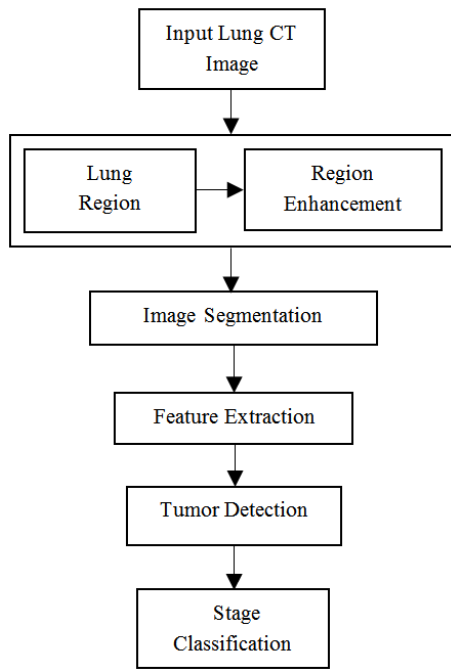 Input Lung CT
Image
Lung
Region
Region
Enhancement
Image Segmentation
Feature Extraction
Tumor Detection
Stage
Classification